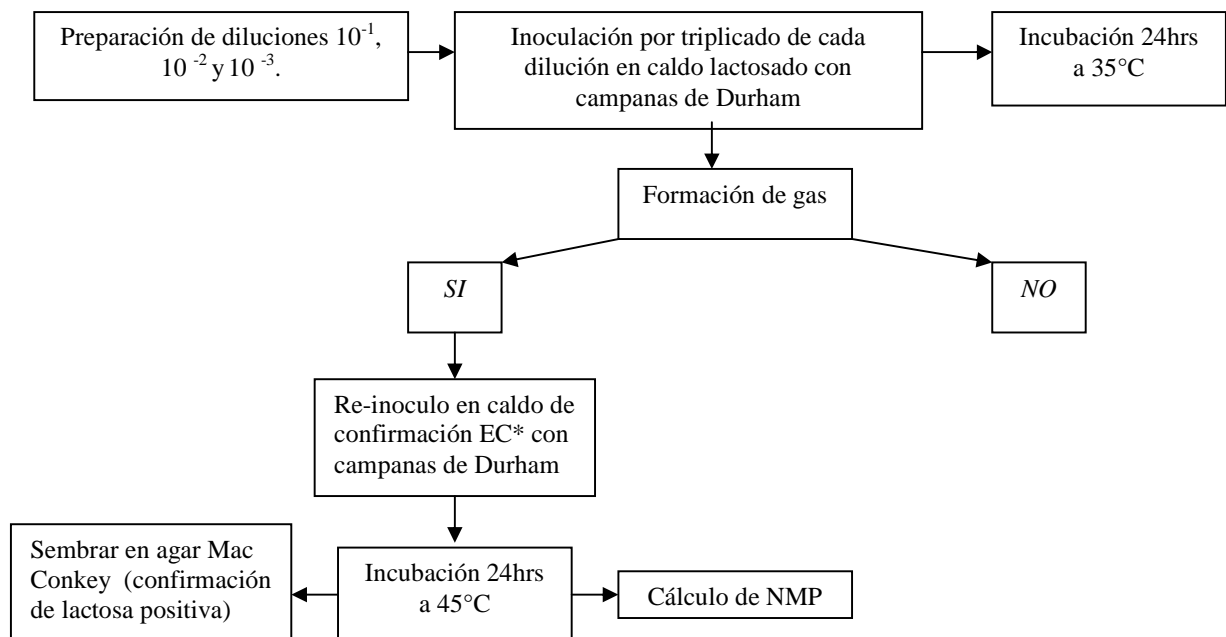 Preparación de diluciones 10⁻¹,
10 ⁻² y 10 ⁻³.
Inoculación por triplicado de cada
dilución en caldo lactosado con
campanas de Durham
Incubación 24hrs
a 35°C
Formación de gas
SI
NO
Re-inoculo en caldo de
confirmación EC* con
campanas de Durham
Sembrar en agar Mac
Conkey (confirmación
de lactosa positiva)
Incubación 24hrs
a 45°C
Cálculo de NMP